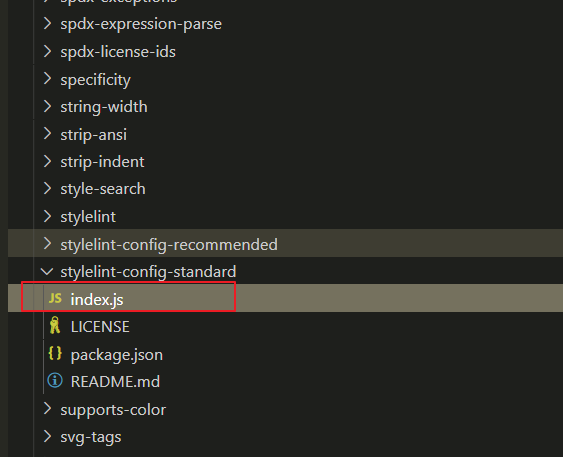 spdx-exceptions
spdx-expression-parse
spdx-license-ids
specificity
string-width
strip-ansi
strip-indent
style-search
stylelint
stylelint-config-recommended
stylelint-config-standard
JS index.js
LICENSE
{} package.json
README.md
supports-color
svg-tags